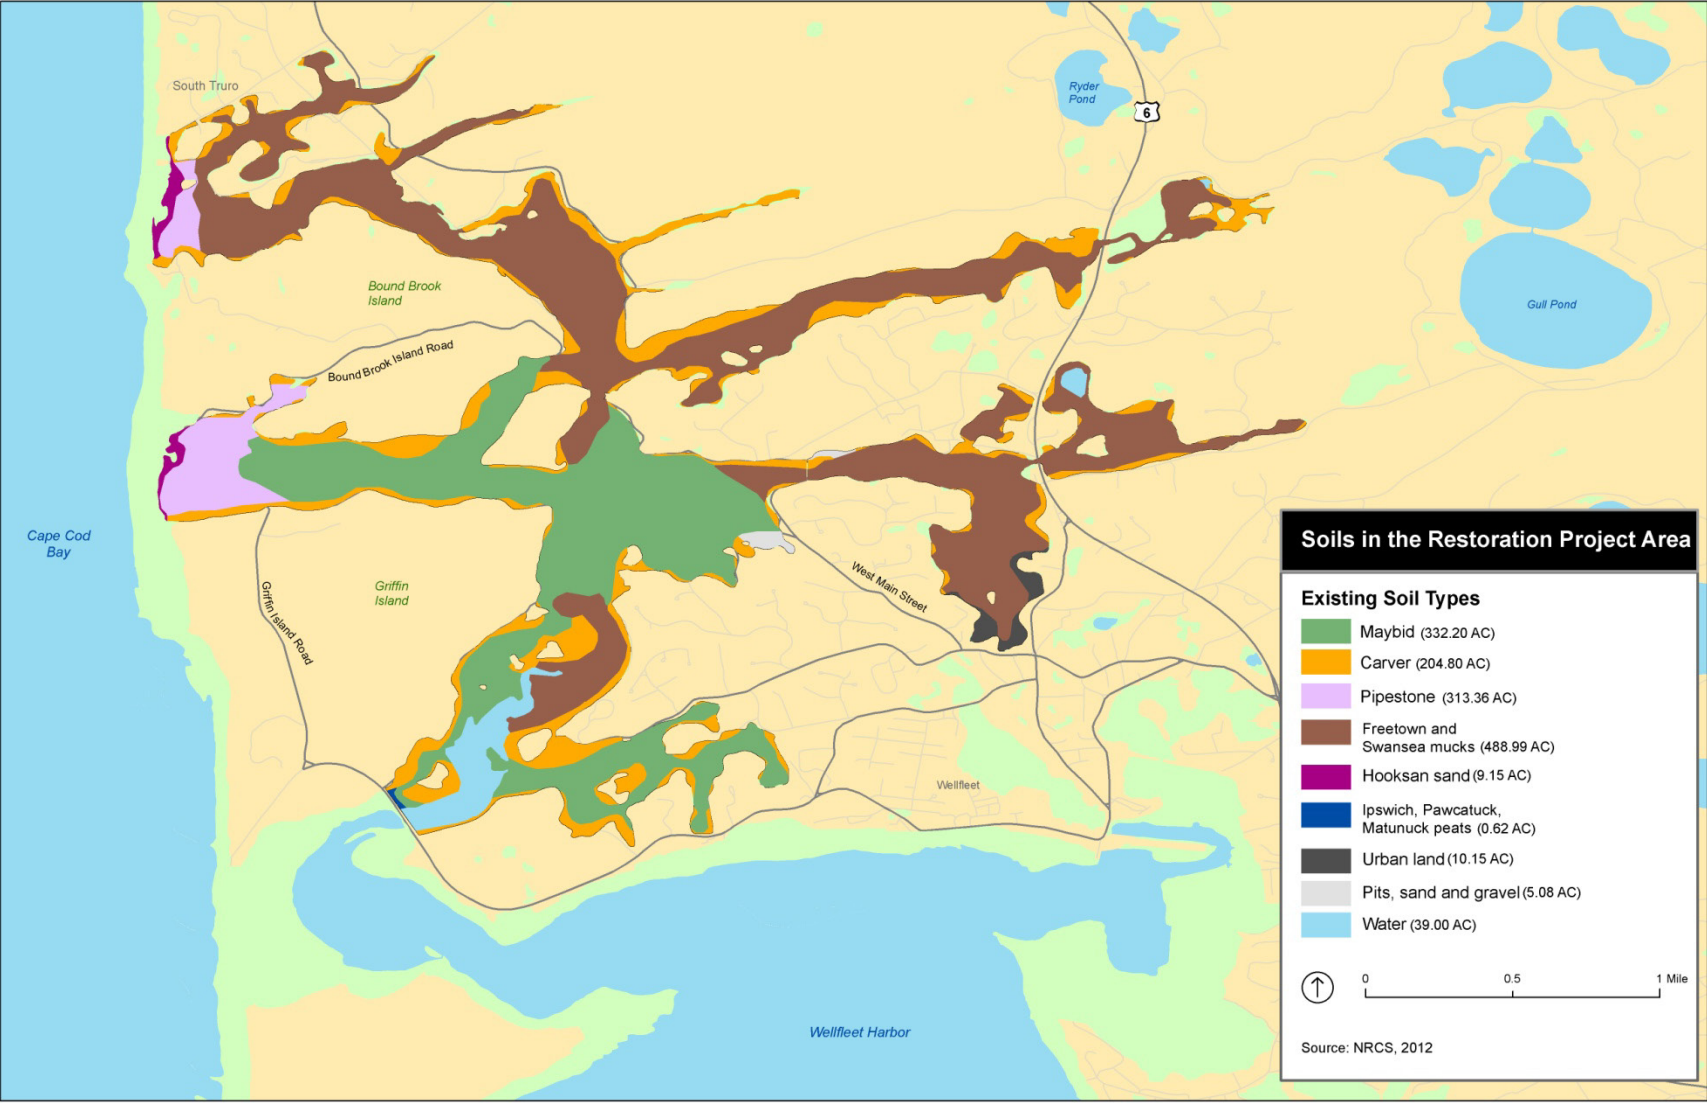 South Truro
Ryder
Pond
6
Bound Brook
Island
Gull Pond
Bound Brook Island Road
Cape Cod
Bay
Griffin
Island
Griffin Island Road
West Main Street
Wellfleet
Wellfleet Harbor
Soils in the Restoration Project Area
Existing Soil Types
Maybid (332.20 AC)
Carver (204.80 AC)
Pipestone (313.36 AC)
Freetown and
Swansea mucks (488.99 AC)
Hooksan sand (9.15 AC)
Ipswich, Pawcatuck,
Matunuck peats (0.62 AC)
Urban land (10.15 AC)
Pits, sand and gravel (5.08 AC)
Water (39.00 AC)
0 0.5 1 Mile
Source: NRCS, 2012